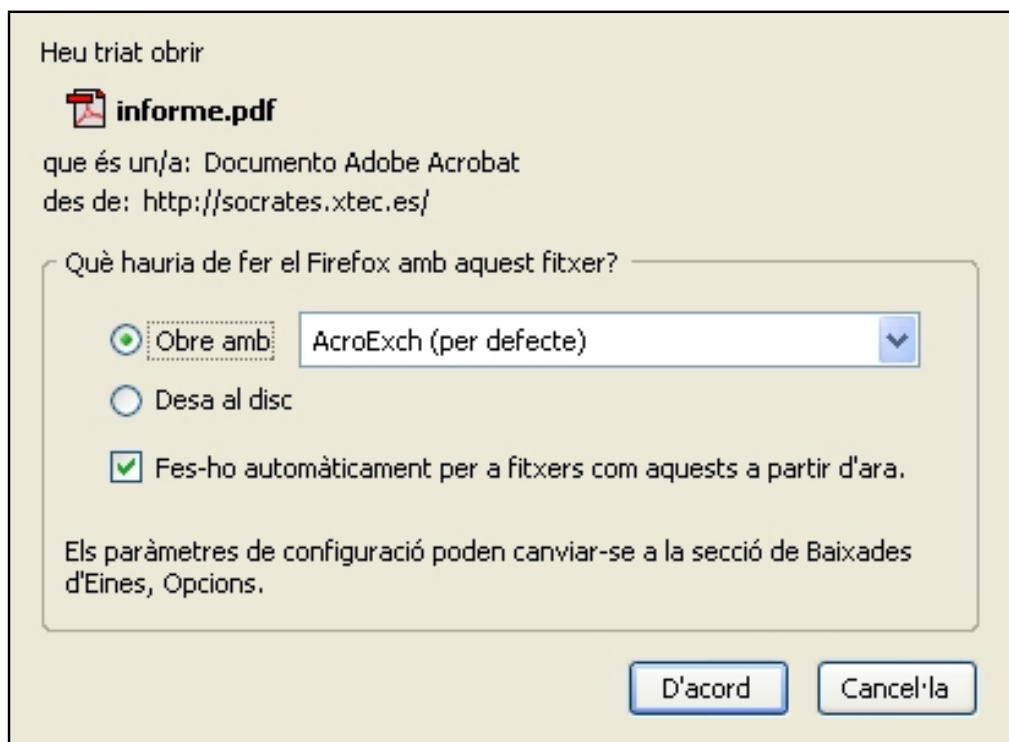 Heu triat obrir
informe.pdf
que és un/a: Documento Adobe Acrobat
des de: http://socrates.xtec.es/
Què hauria de fer el Firefox amb aquest fitxer?
Obre amb AcroExch (per defecte)
Desa al disc
Fes-ho automàticament per a fitxers com aquests a partir d'ara.
Els paràmetres de configuració poden canviar-se a la secció de Baixades
d'Eines, Opcions.
D'acord Cancel·la